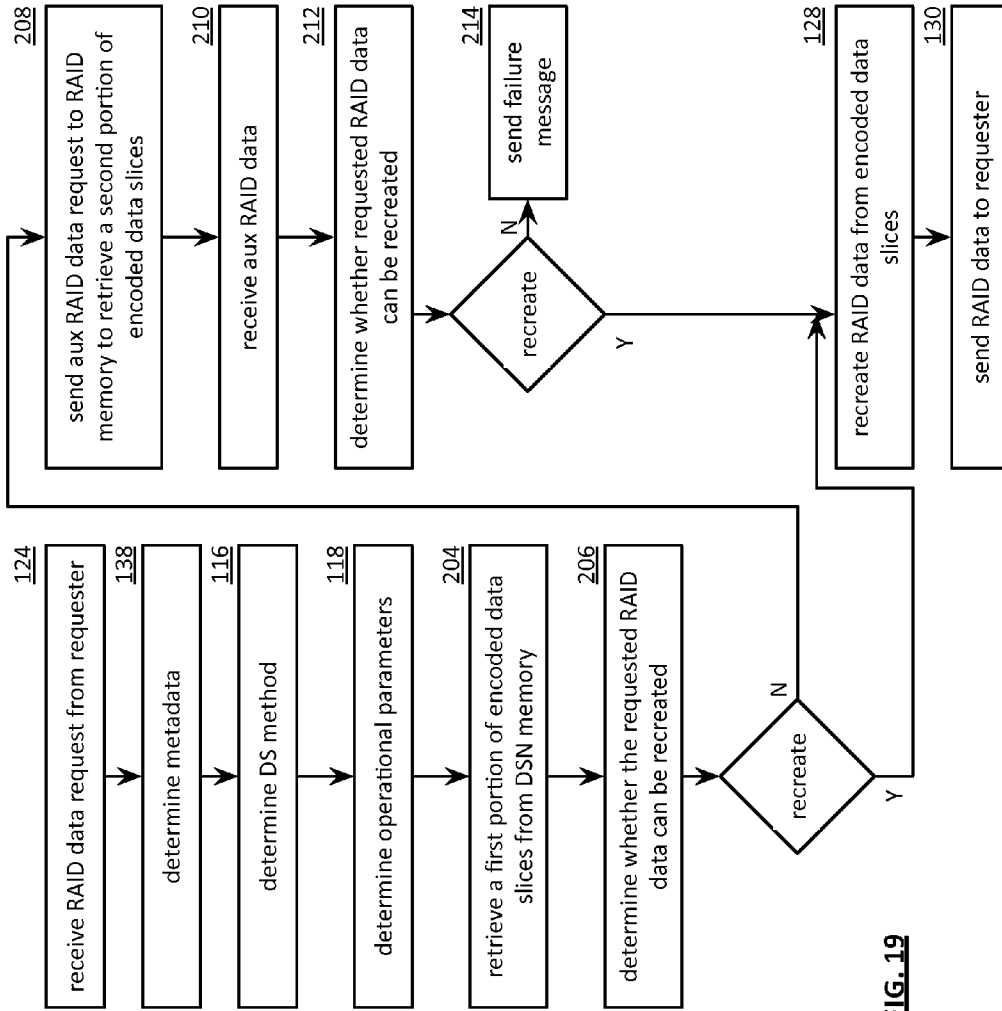 124
receive RAID data request from requester
138
determine metadata
116
determine DS method
118
determine operational parameters
204
retrieve a first portion of encoded data
slices from DSN memory
206
determine whether the requested RAID
data can be recreated
recreate
N
Y
208
send aux RAID data request to RAID
memory to retrieve a second portion of
encoded data slices
210
receive aux RAID data
212
determine whether requested RAID data
can be recreated
recreate
N
214
send failure
message
Y
128
recreate RAID data from encoded data
slices
130
send RAID data to requester
FIG. 19